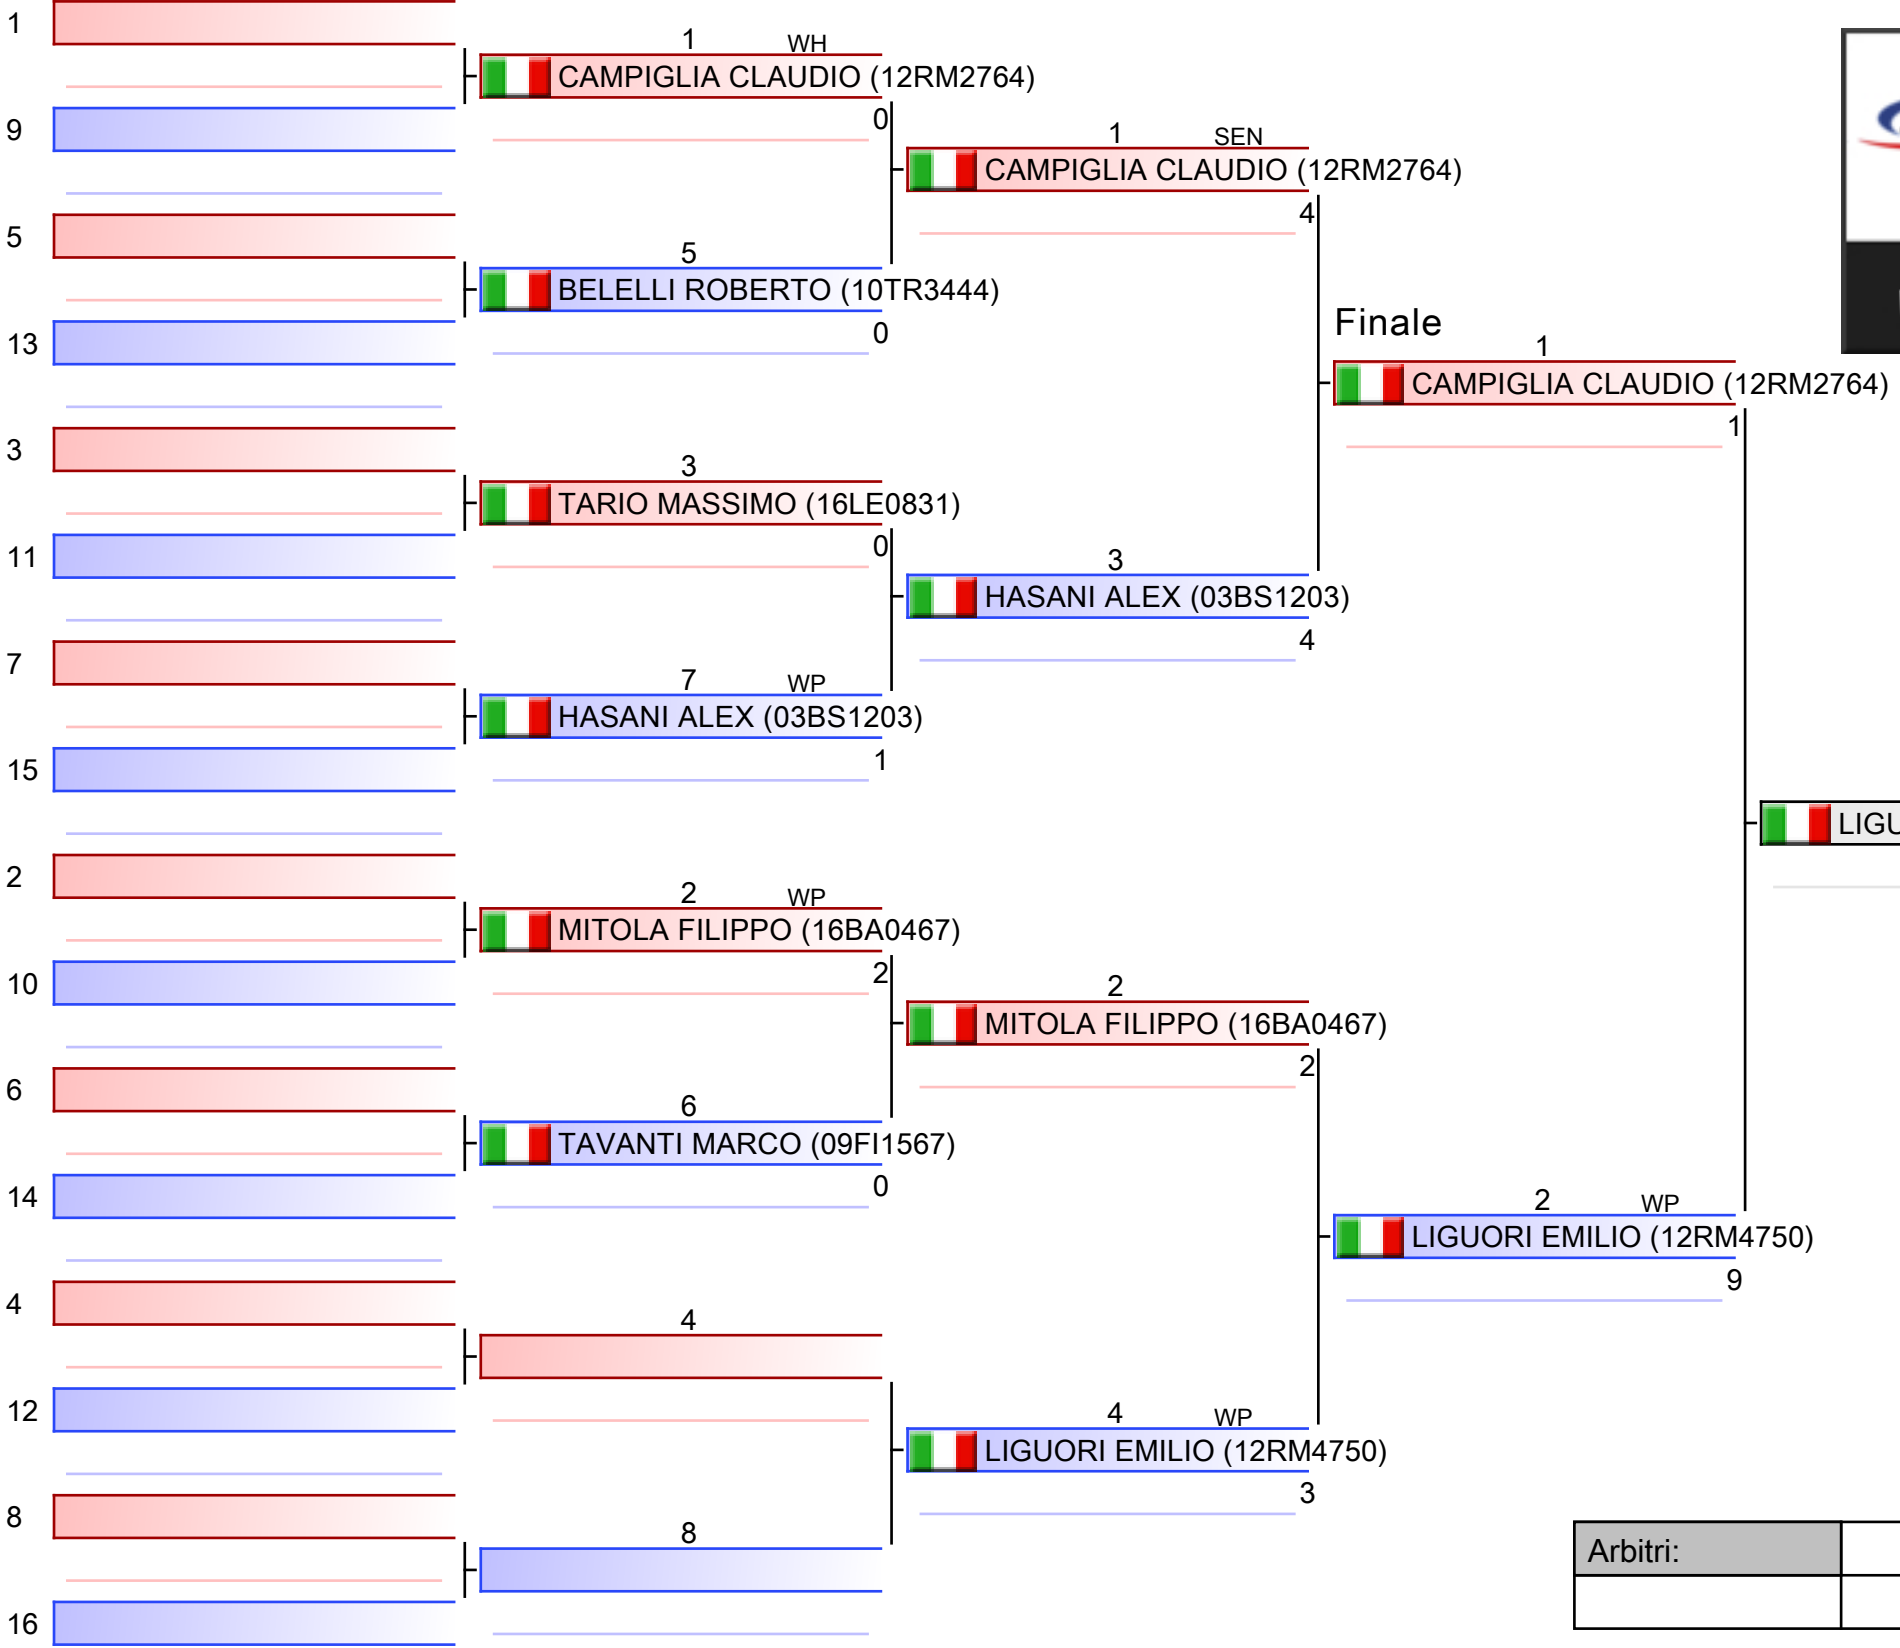 1
9
5
13
3
11
7
15
2
10
6
14
4
12
8
16
1 WH
CAMPIGLIA CLAUDIO (12RM2764)
0
5
BELELLI ROBERTO (10TR3444)
0
3
TARIO MASSIMO (16LE0831)
0
7 WP
HASANI ALEX (03BS1203)
1
2 WP
MITOLA FILIPPO (16BA0467)
2
6
TAVANTI MARCO (09FI1567)
0
4
8
1 SEN
CAMPIGLIA CLAUDIO (12RM2764)
4
3
HASANI ALEX (03BS1203)
4
2
MITOLA FILIPPO (16BA0467)
2
4 WP
LIGUORI EMILIO (12RM4750)
3
Finale
1
CAMPIGLIA CLAUDIO (12RM2764)
1
2 WP
LIGUORI EMILIO (12RM4750)
9
LIGU
Arbitri: